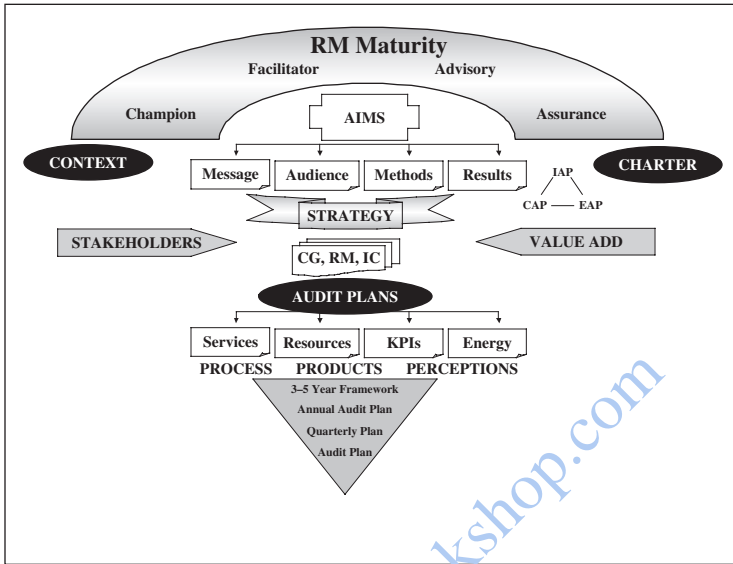 RM Maturity
Facilitator Advisory
Champion Assurance
AIMS
CONTEXT CHARTER
Message Audience Methods Results
IAP
CAP EAP
STRATEGY
STAKEHOLDERS VALUE ADD
CG, RM, IC
AUDIT PLANS
Services Resources KPIs Energy
PROCESS PRODUCTS PERCEPTIONS
3–5 Year Framework
Annual Audit Plan
Quarterly Plan
Audit Plan
kshop.com